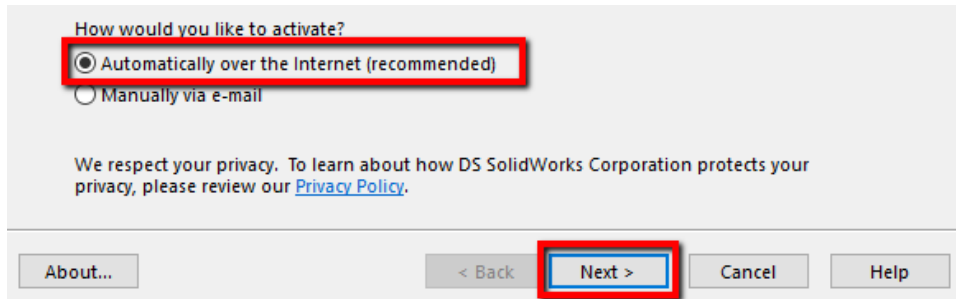 How would you like to activate?
Automatically over the Internet (recommended)
Manually via e-mail
We respect your privacy. To learn about how DS SolidWorks Corporation protects your
privacy, please review our Privacy Policy.
About... < Back Next > Cancel Help